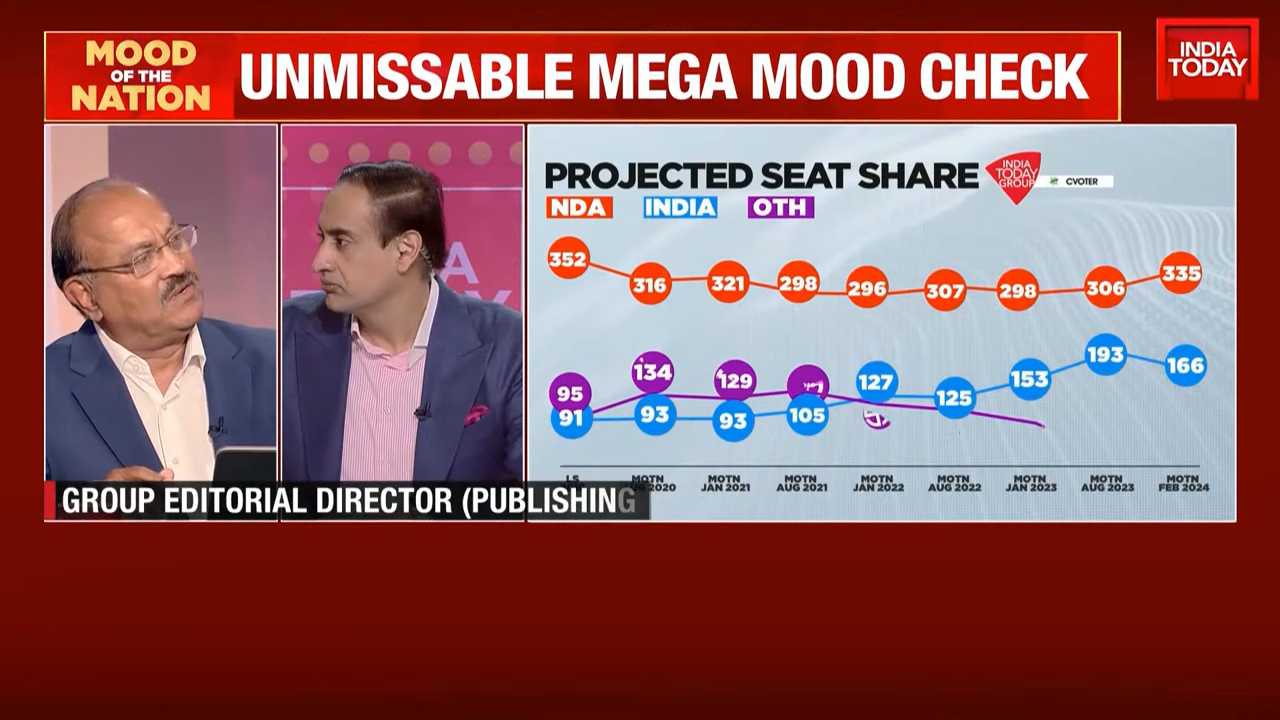 MOOD
OF THE
NATION
UNMISSABLE MEGA MOOD CHECK
INDIA
TODAY
PROJECTED SEAT SHARE
INDIA
TODAY
GROUP
CVOTER
NDA INDIA OTH
352 316 321 298 296 307 298 306 335
95 134 129 127 125 153 193 166
91 93 93 105
LS MOTN MOTN MOTN MOTN MOTN MOTN MOTN MOTN
2020 JAN 2021 AUG 2021 JAN 2022 AUG 2022 JAN 2023 AUG 2023 FEB 2024
GROUP EDITORIAL DIRECTOR (PUBLISHING